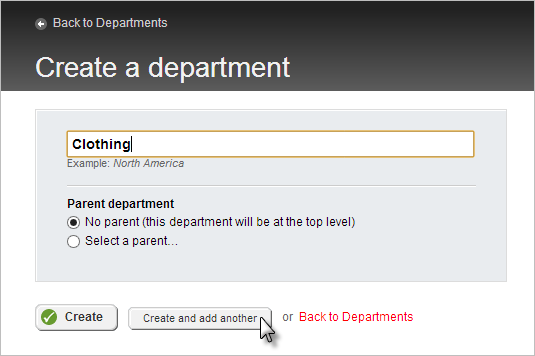 Back to Departments
Create a department
Clothing
Example: North America
Parent department
No parent (this department will be at the top level)
Select a parent...
Create Create and add another or Back to Departments